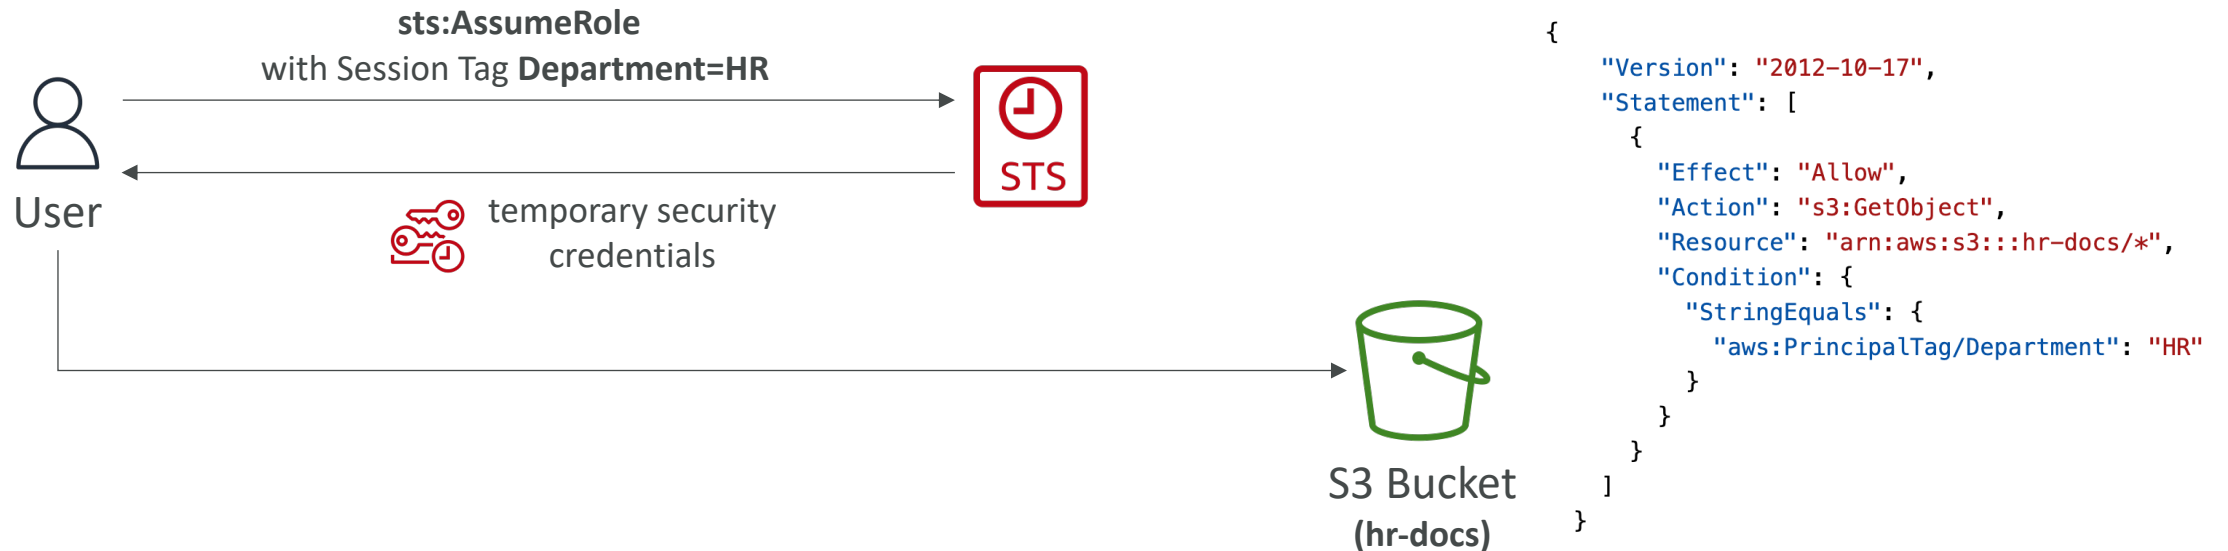 sts:AssumeRole
with Session Tag Department=HR
User
STS
temporary security
credentials
S3 Bucket
(hr-docs)
{
"Version": "2012-10-17",
"Statement": [
{
"Effect": "Allow",
"Action": "s3:GetObject",
"Resource": "arn:aws:s3:::hr-docs/*",
"Condition": {
"StringEquals": {
"aws:PrincipalTag/Department": "HR"
}
}
}
]
}